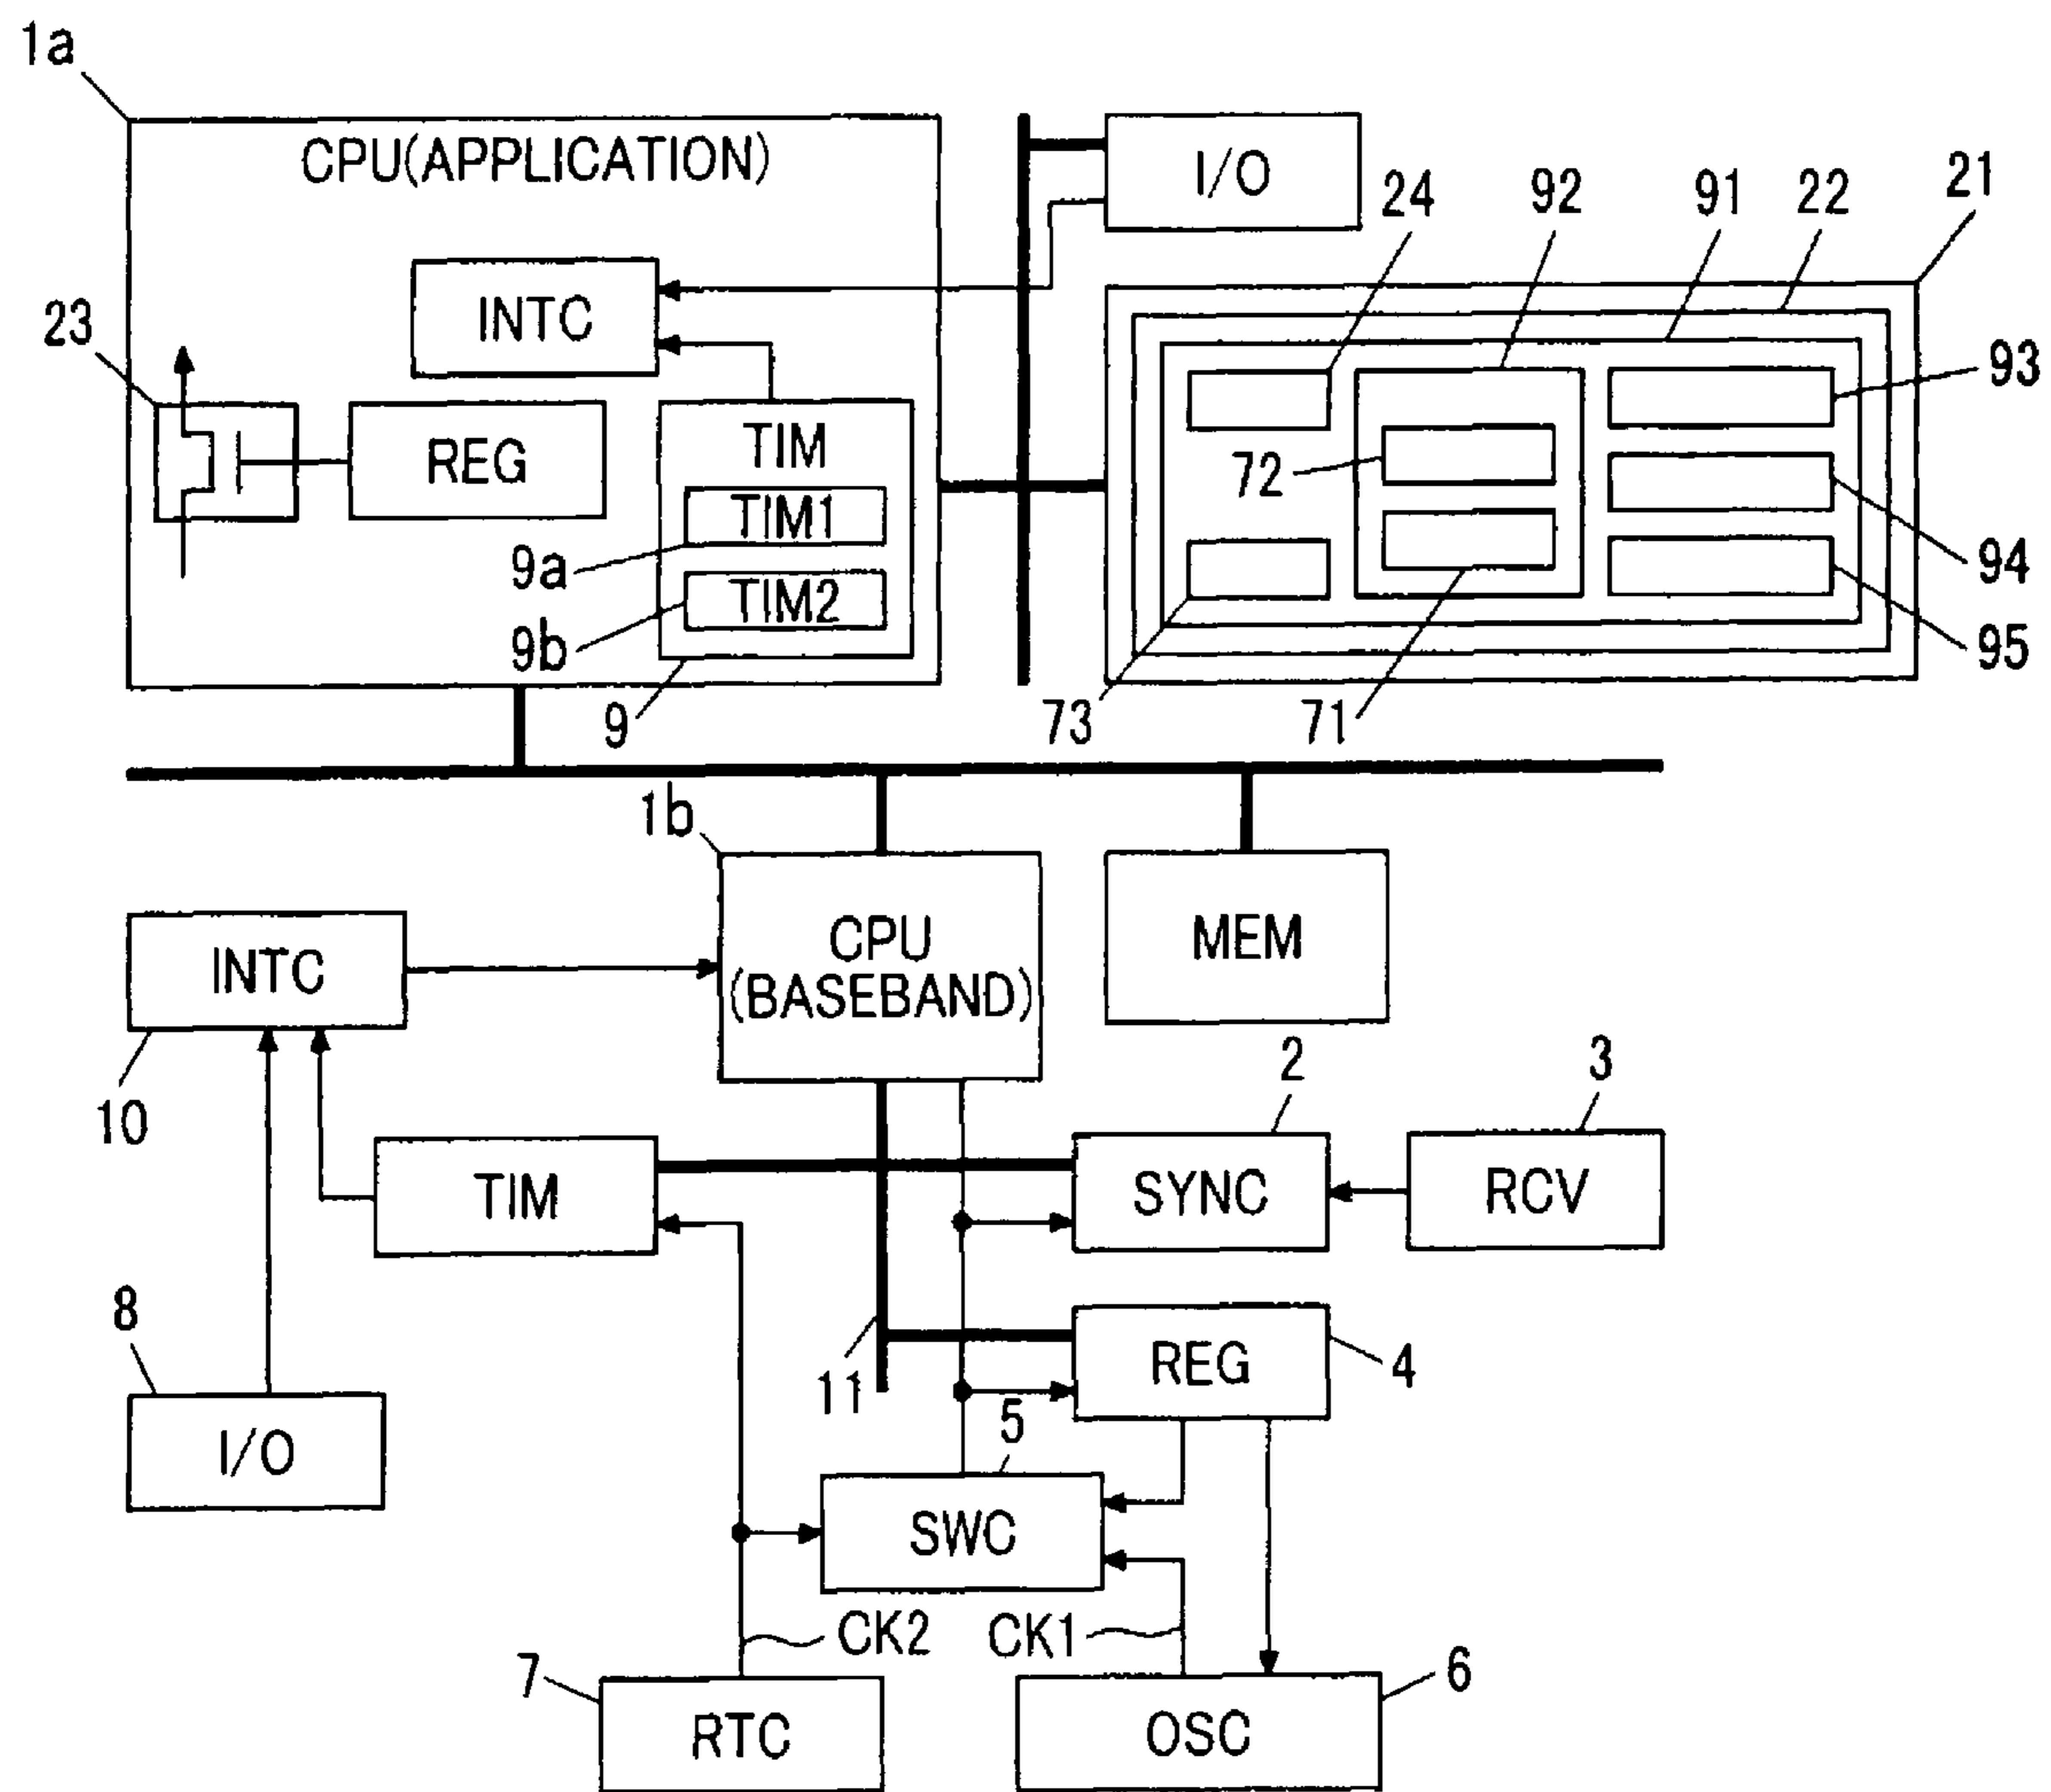 1a
CPU(APPLICATION)
I/O
24
92
91
22
21
INTC
23
93
REG
TIM
72
TIM1
9a
94
TIM2
9b
95
9
73
71
1b
CPU
(BASEBAND)
MEM
INTC
2
3
10
TIM
SYNC
RCV
8
REG
4
11
5
I/O
SWC
CK2
CK1
7
6
RTC
OSC